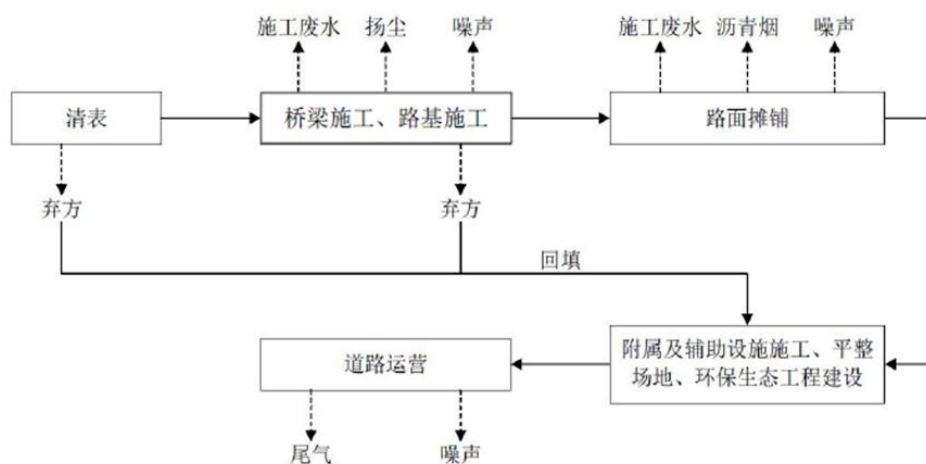 施工废水 扬尘 噪声 施工废水 沥青烟 噪声
清表 桥梁施工、路基施工 路面摊铺
弃方 弃方
回填
道路运营 附属及辅助设施施工、平整
场地、环保生态工程建设
尾气 噪声